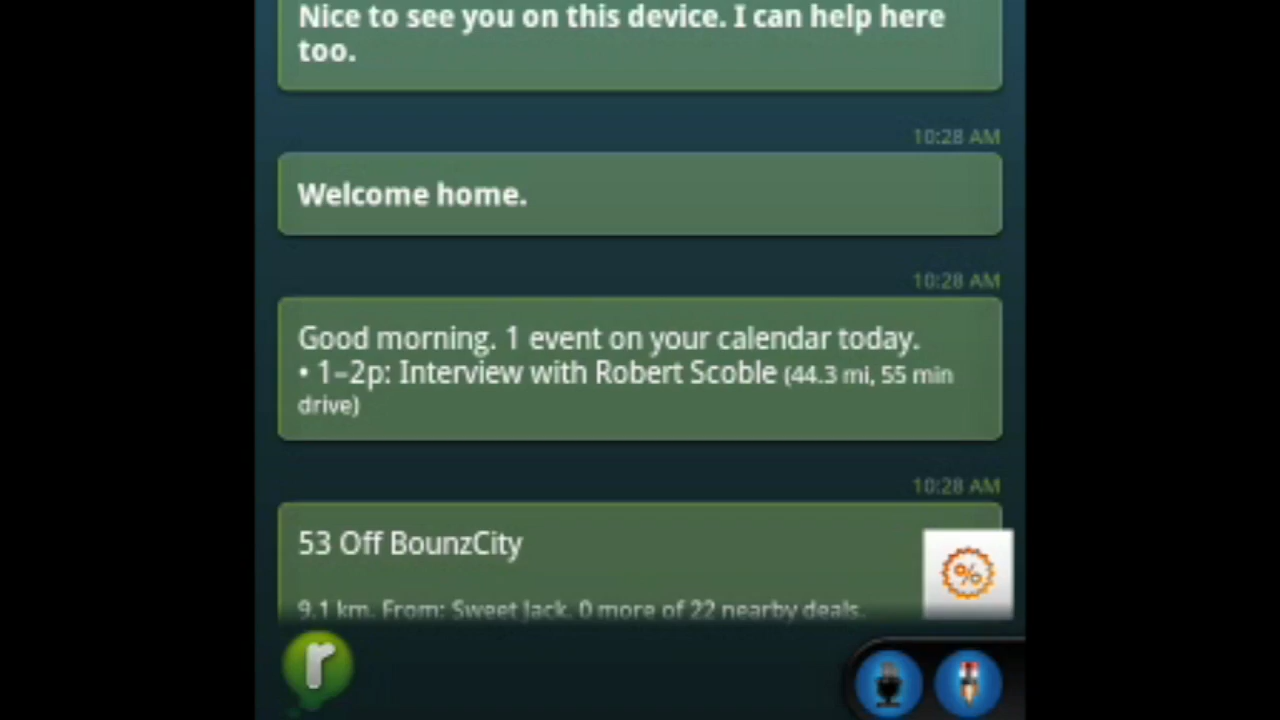 Nice to see you on this device. I can help here
too.
10:28 AM
Welcome home.
10:28 AM
Good morning. 1 event on your calendar today.
• 1–2p: Interview with Robert Scoble (44.3 mi, 55 min
drive)
10:28 AM
53 Off BounzCity
%
9.1 km. From: Sweet Jack. 0 more of 22 nearby deals.
r